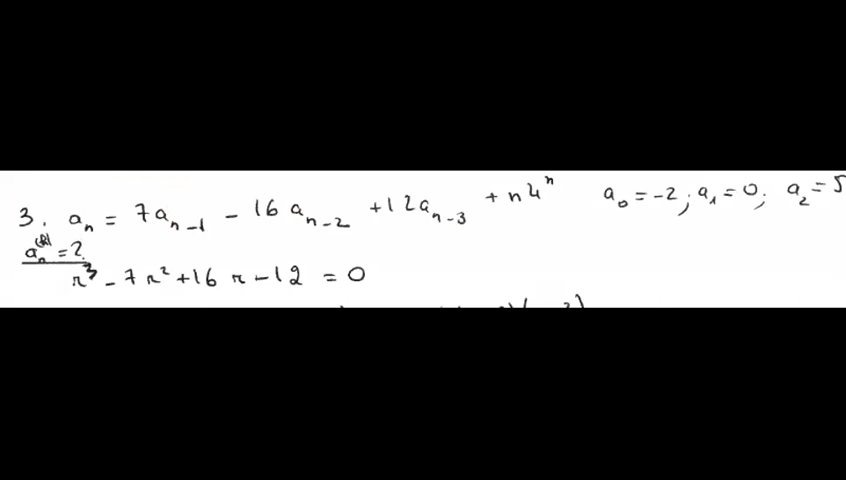 3. aₙ = 7aₙ₋₁ - 16aₙ₋₂ + 12aₙ₋₃ + n4ⁿ a₀ = -2; a₁ = 0; a₂ = 5
aₙ⁽ʰ⁾ = ?
r³ - 7r² + 16r - 12 = 0